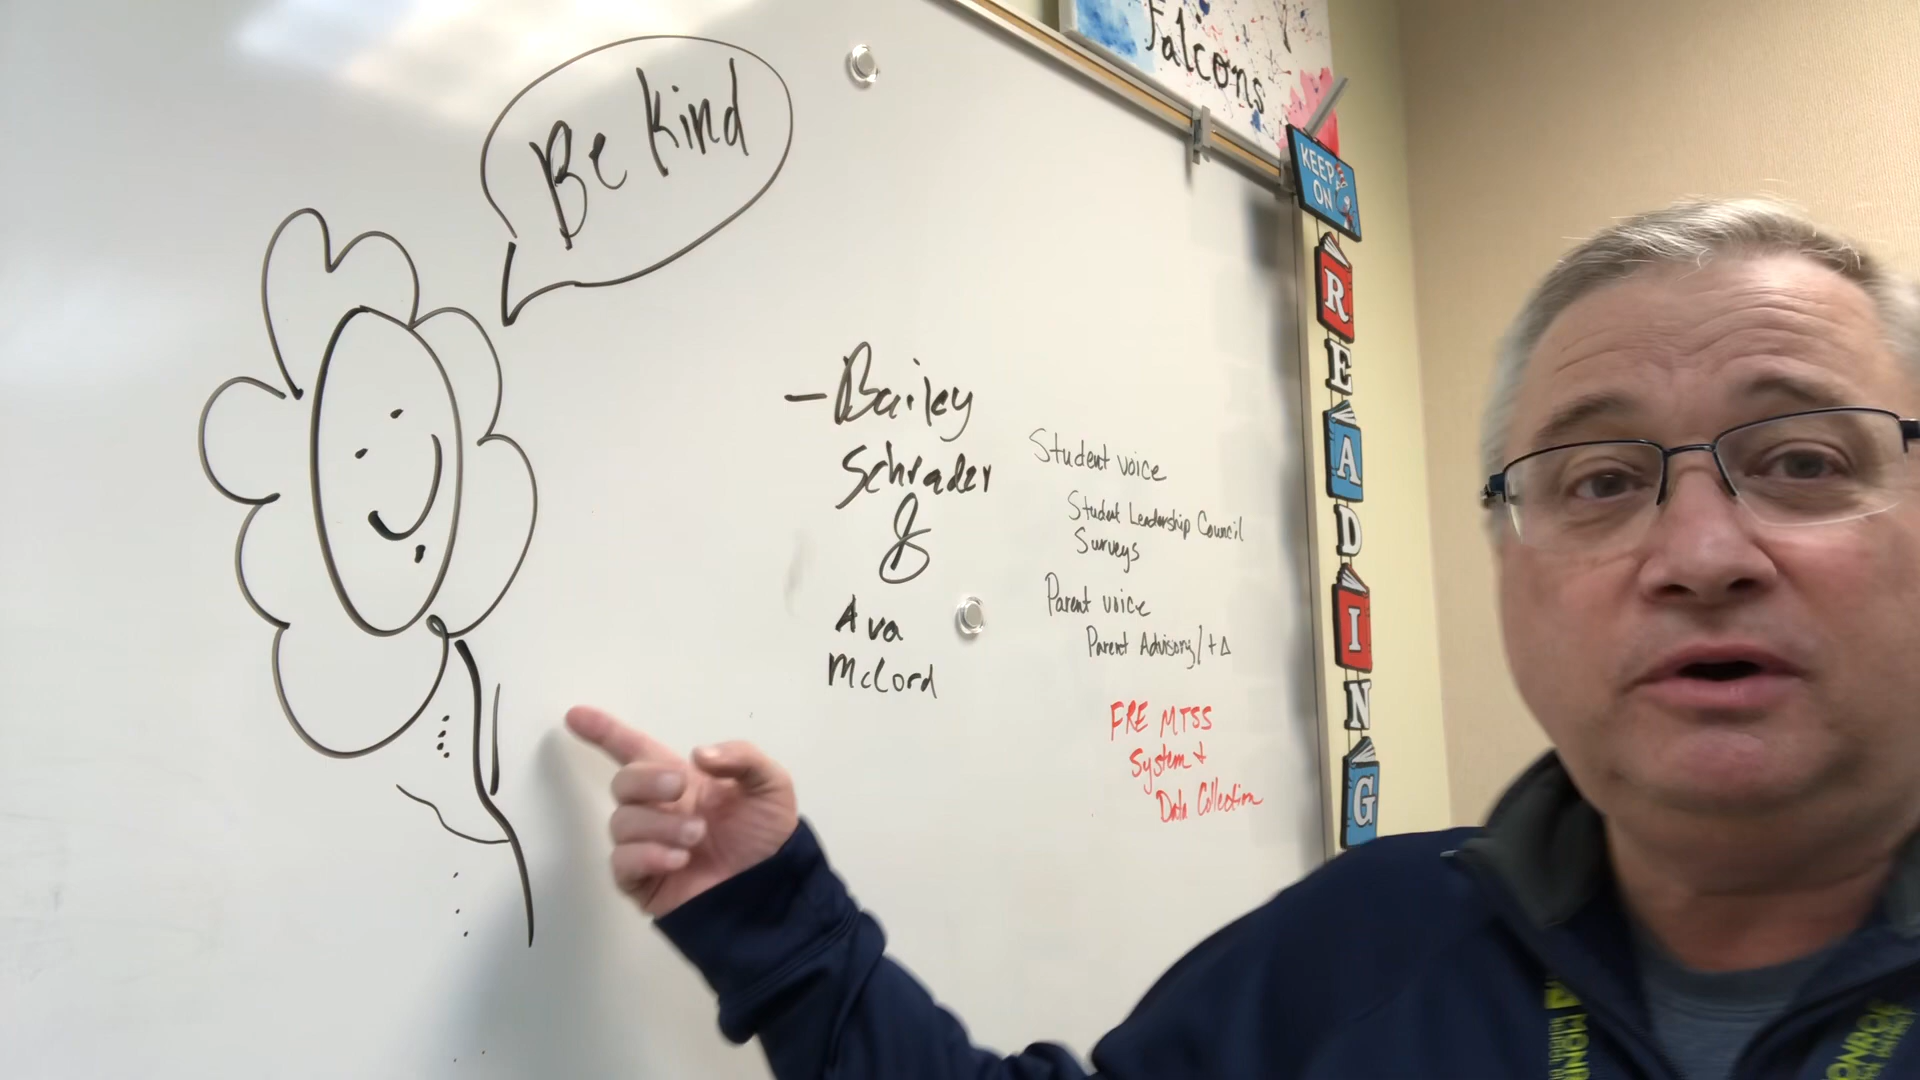 Be Kind
Falcons
KEEP
ON
READING
– Bailey
Schrader
&
Ava
McCord
Student voice
Student Leadership Council
Surveys
Parent voice
Parent Advisory/+Δ
FRE MTSS
System +
Data Collection